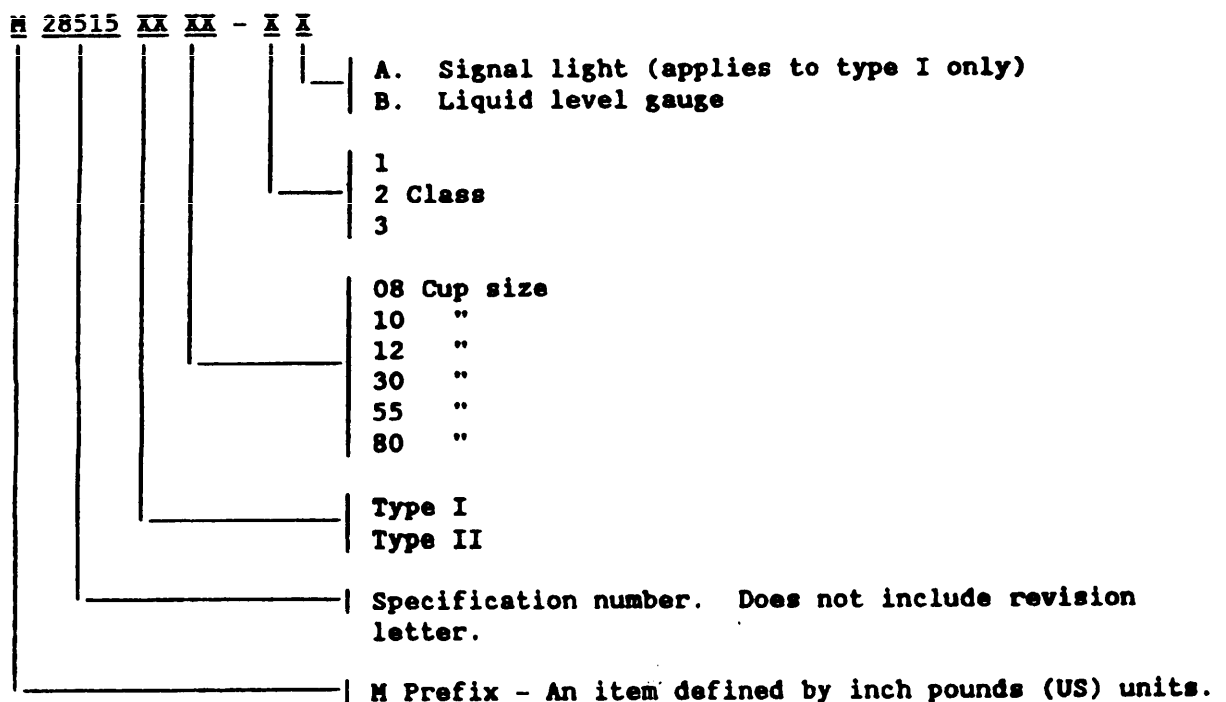 M 28515 XX XX - X X
A. Signal light (applies to type I only)
B. Liquid level gauge
1
2 Class
3
08 Cup size
10 "
12 "
30 "
55 "
80 "
Type I
Type II
Specification number. Does not include revision
letter.
M Prefix - An item defined by inch pounds (US) units.